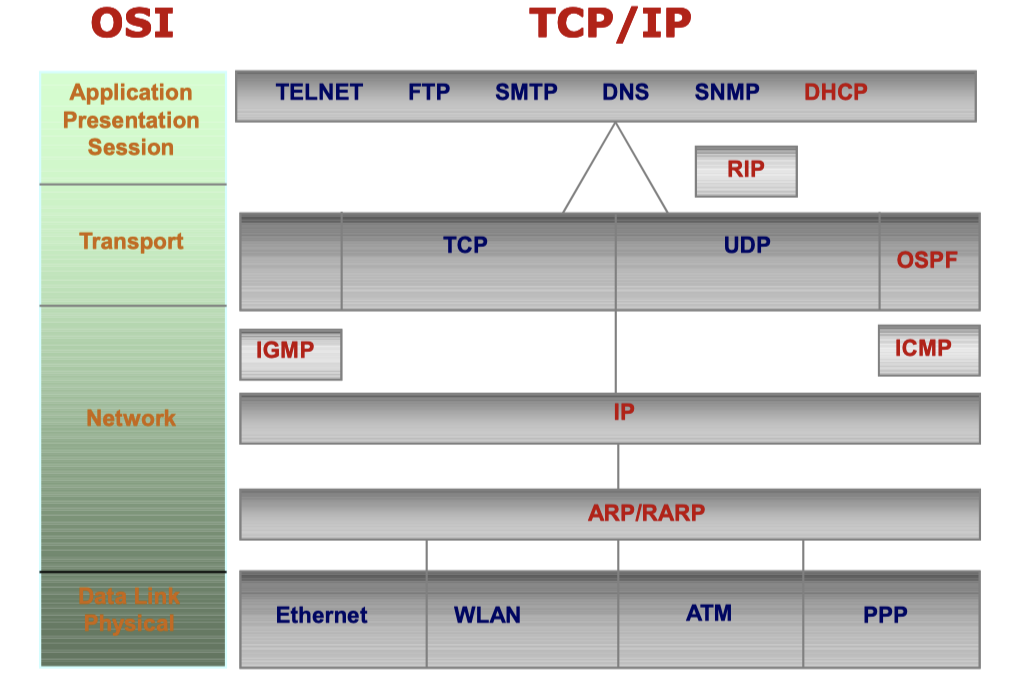 OSI
TCP/IP
Application
Presentation
Session
TELNET FTP SMTP DNS SNMP DHCP
RIP
Transport
TCP
UDP
OSPF
IGMP
ICMP
Network
IP
ARP/RARP
Data Link
Physical
Ethernet
WLAN
ATM
PPP